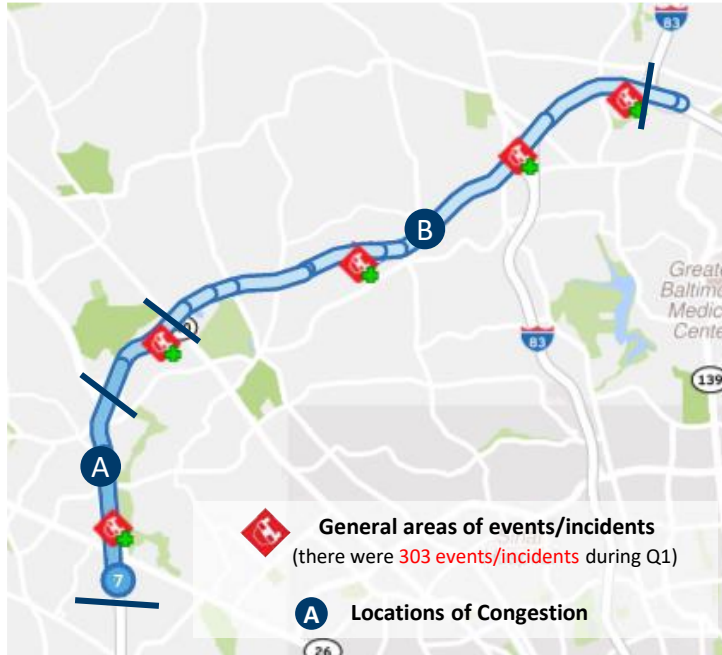 83
B
Greate
Baltimo
Medic
Cente
83
139
A
7
General areas of events/incidents
(there were 303 events/incidents during Q1)
A Locations of Congestion
26